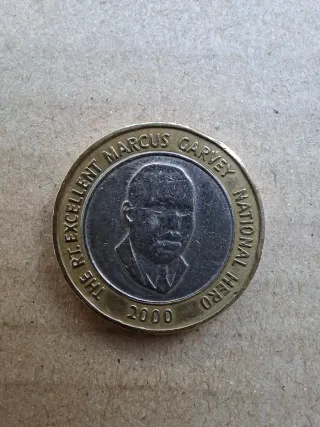 THE RT. EXCELLENT MARCUS GARVEY NATIONAL HERO
2000